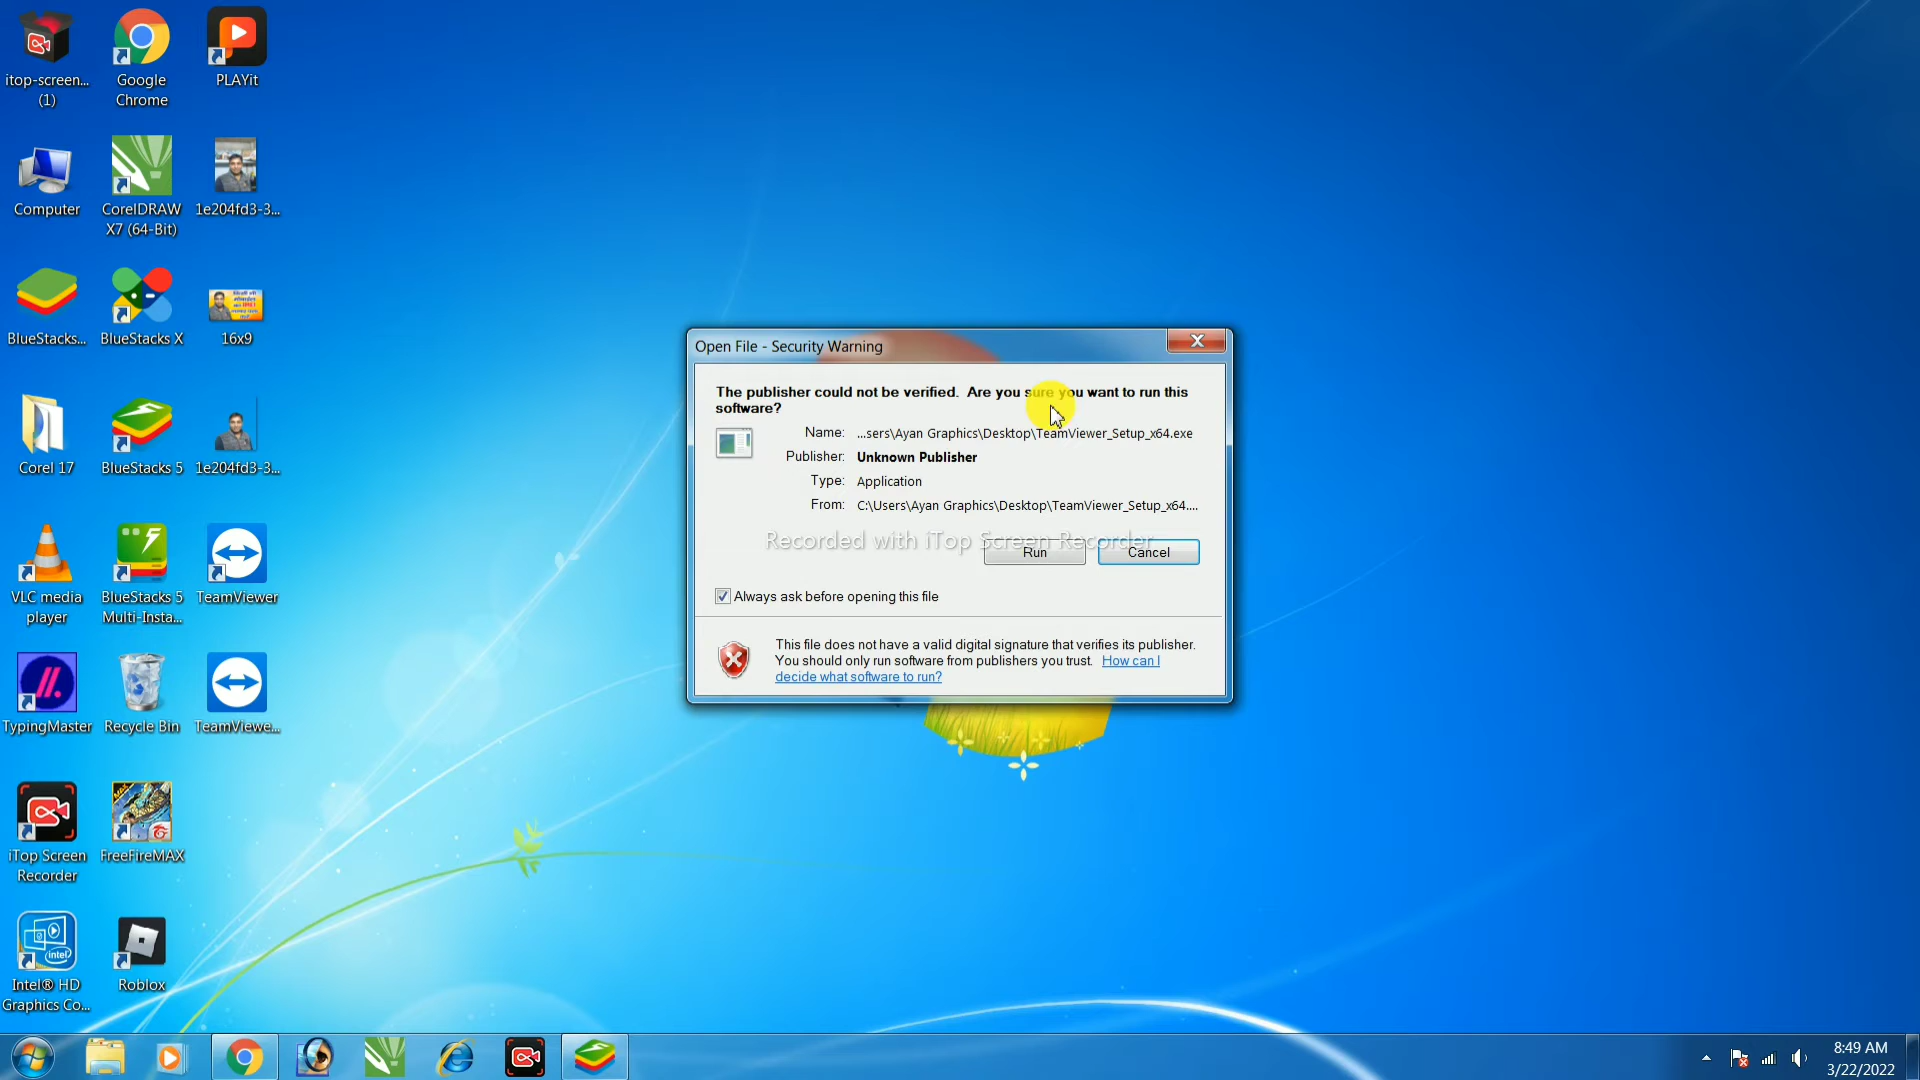 itop-screen...
(1)
Google
Chrome
PLAYit
Computer
CorelDRAW
X7 (64-Bit)
1e204fd3-3...
BlueStacks...
BlueStacks X
16x9
Corel 17
BlueStacks 5
1e204fd3-3...
VLC media
player
BlueStacks 5
Multi-Insta...
TeamViewer
TypingMaster
Recycle Bin
TeamViewe...
iTop Screen
Recorder
FreeFireMAX
MAX
Intel® HD
Graphics Co...
intel
Roblox
Open File - Security Warning
The publisher could not be verified. Are you sure you want to run this
software?
Name: ...sers\Ayan Graphics\Desktop\TeamViewer_Setup_x64.exe
Publisher: Unknown Publisher
Type: Application
From: C:\Users\Ayan Graphics\Desktop\TeamViewer_Setup_x64....
Recorded with iTop Screen Recorder
Run
Cancel
Always ask before opening this file
This file does not have a valid digital signature that verifies its publisher.
You should only run software from publishers you trust. How can I
decide what software to run?
8:49 AM
3/22/2022